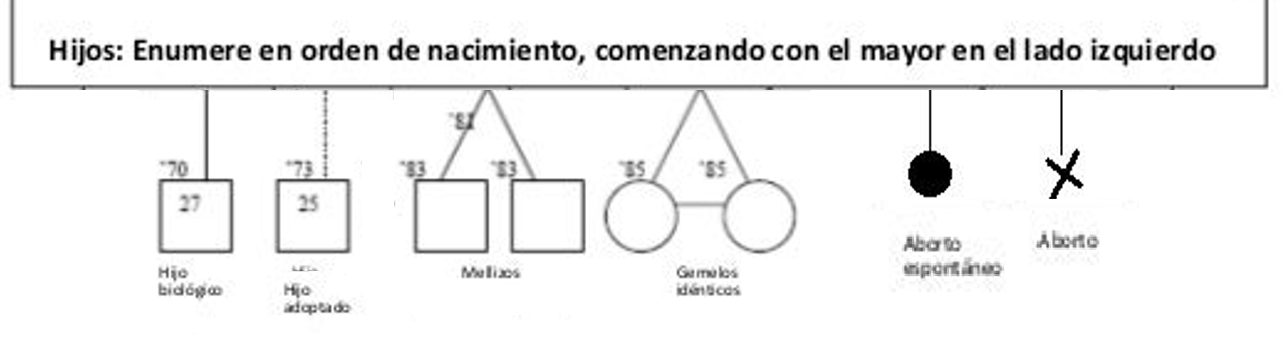 Hijos: Enumere en orden de nacimiento, comenzando con el mayor en el lado izquierdo
"82
"70 "73 "83 "83 "85 "85
27 25
Hijo
biológico
Hijo
adoptado
Mellizos
Gemelos
idénticos
Aborto
espontáneo
Aborto